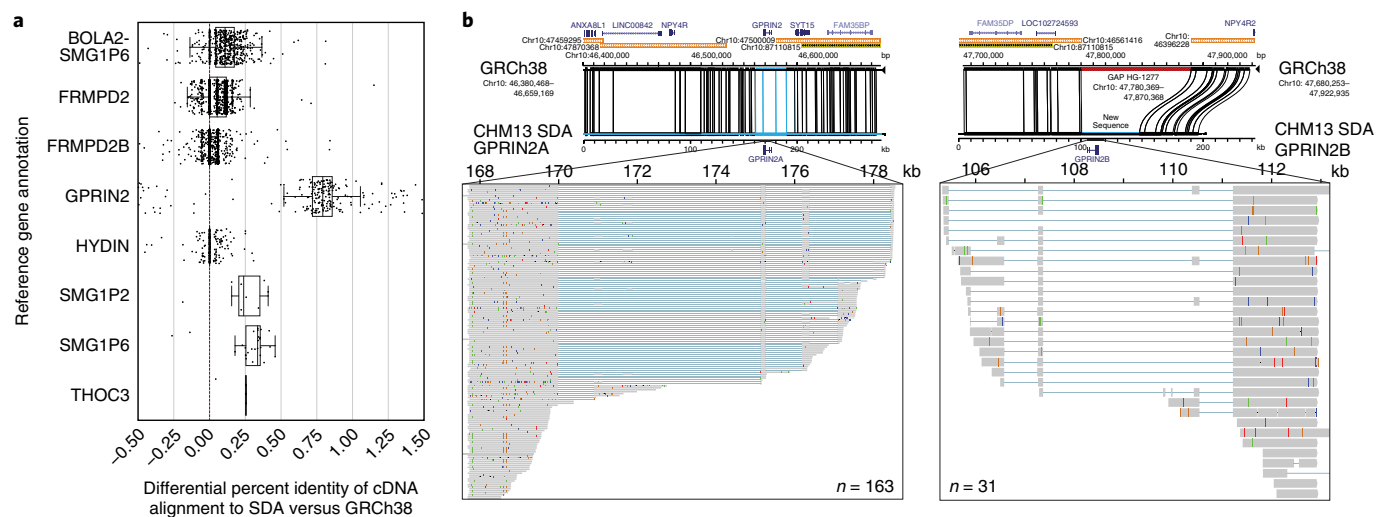 a
Reference gene annotation
BOLA2-
SMG1P6
FRMPD2
FRMPD2B
GPRIN2
HYDIN
SMG1P2
SMG1P6
THOC3
–0.50
–0.25
0.00
0.25
0.50
0.75
1.00
1.25
1.50
Differential percent identity of cDNA
alignment to SDA versus GRCh38
b
ANXA8L1 LINC00842 NPY4R GPRIN2 SYT15 FAM35BP
Chr10:47459295 Chr10:47500009
Chr10:47870368 Chr10:87110815
Chr10:46,400,000 46,500,000 46,600,000
GRCh38
Chr10: 46,380,468–
46,659,169
CHM13 SDA
GPRIN2A
0 100 200 kb
GPRIN2A
168 170 172 174 176 178 kb
n = 163
FAM35DP LOC102724593 NPY4R2
Chr10:46561416 Chr10:
Chr10:87110815 46396228
47,700,000 47,800,000 47,900,000
GRCh38
Chr10: 47,680,253–
47,922,935
GAP HG-1277
Chr10: 47,780,369–
47,870,368
New
Sequence
CHM13 SDA
GPRIN2B
0 100 200 kb
GPRIN2B
106 108 110 112 kb
n = 31